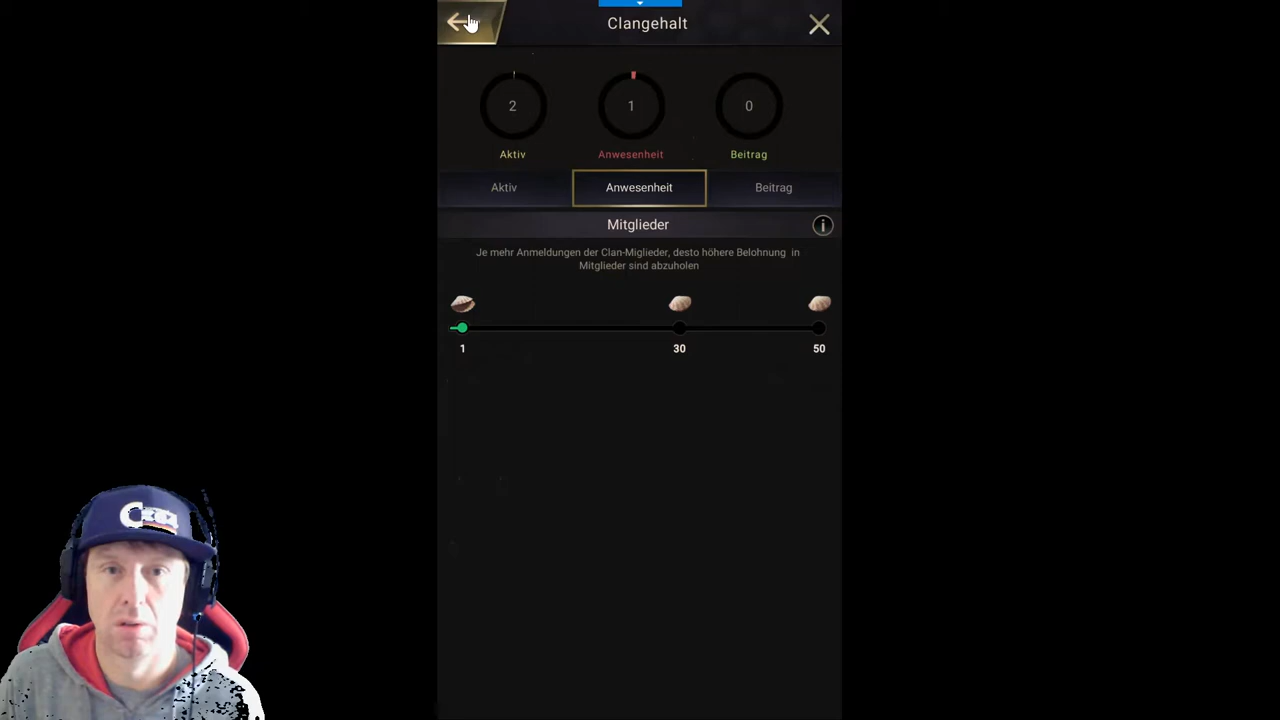 Clangehalt
2 1 0
Aktiv Anwesenheit Beitrag
Aktiv Anwesenheit Beitrag
Mitglieder
Je mehr Anmeldungen der Clan-Miglieder, desto höhere Belohnung in
Mitglieder sind abzuholen
1 30 50